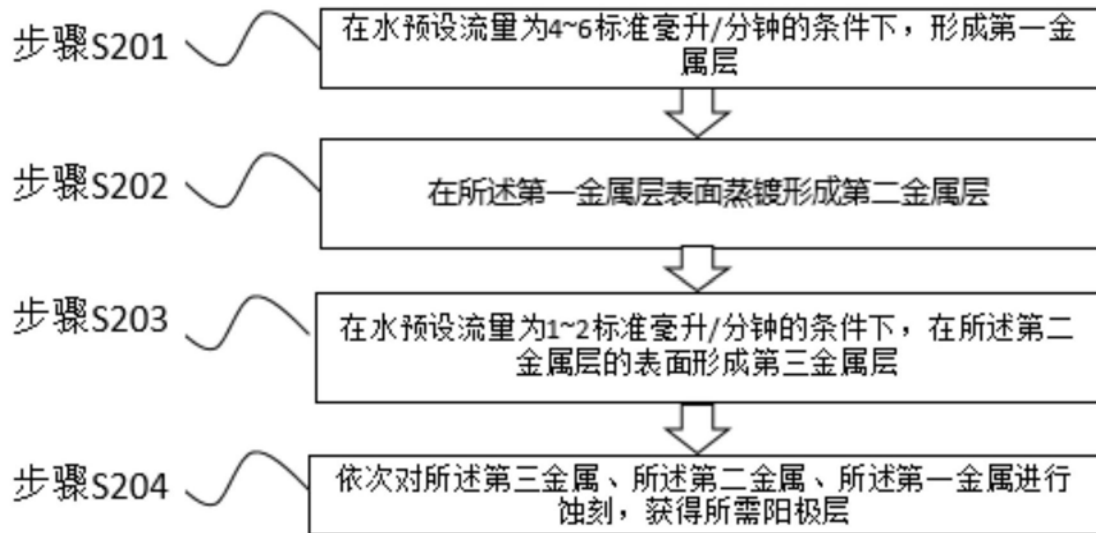 步骤S201
在水预设流量为4~6标准毫升/分钟的条件下，形成第一金
属层
步骤S202
在所述第一金属层表面蒸镀形成第二金属层
步骤S203
在水预设流量为1~2标准毫升/分钟的条件下，在所述第二
金属层的表面形成第三金属层
步骤S204
依次对所述第三金属、所述第二金属、所述第一金属进行
蚀刻，获得所需阳极层